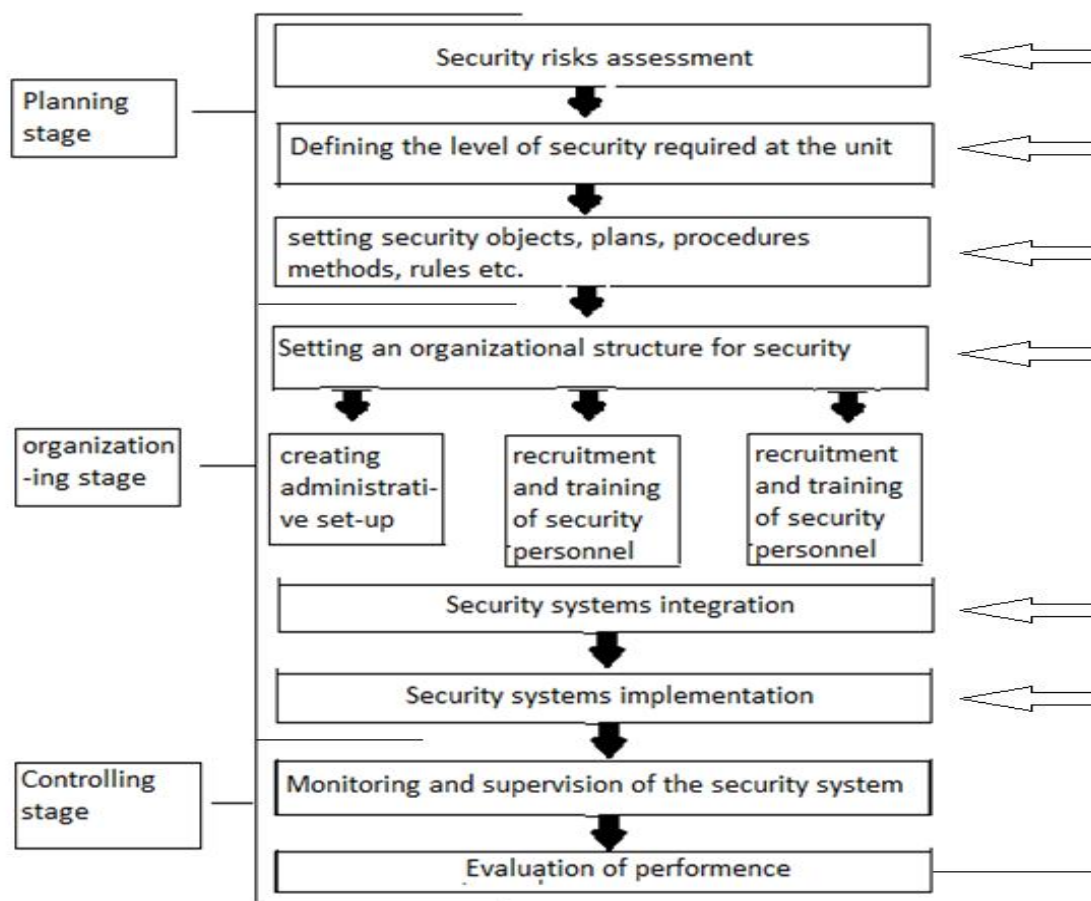 Security risks assessment
Planning
stage
Defining the level of security required at the unit
setting security objects, plans, procedures
methods, rules etc.
Setting an organizational structure for security
organization
-ing stage
creating
administrati-
ve set-up
recruitment
and training
of security
personnel
recruitment
and training
of security
personnel
Security systems integration
Security systems implementation
Controlling
stage
Monitoring and supervision of the security system
Evaluation of performence